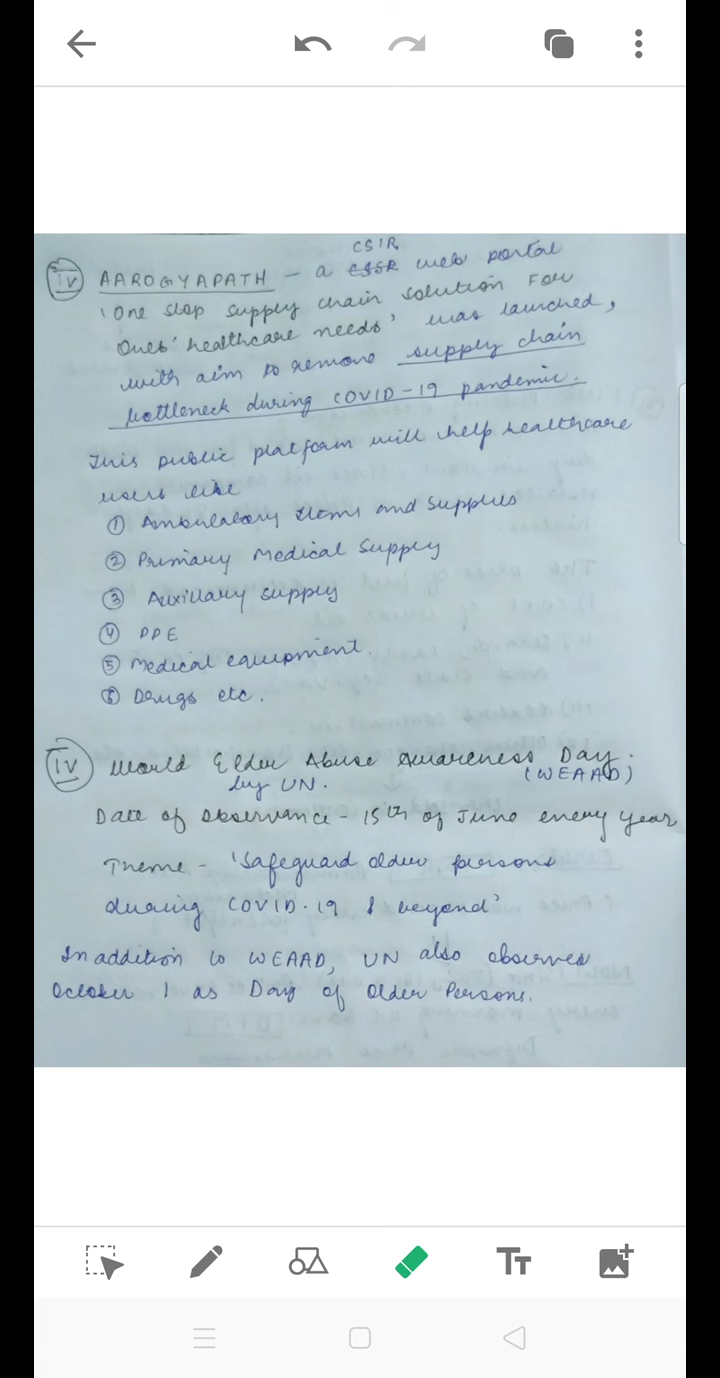 iv AAROGYAPATH - a CSIR web portal
'One stop supply chain solution For
Ones' healthcare needs' was launched,
with aim to remove supply chain
bottleneck during COVID-19 pandemic.
This public platform will help healthcare
users like
① Ambulatory items and supplies
② Primary Medical Supply
③ Auxillary supply
④ PPE
⑤ Medical equipment.
⑥ Drugs etc.
iv World Elder Abuse Awareness Day.
by UN. (WEAAD)
Date of Observance - 15th of June every year
Theme - 'Safeguard older persons
during COVID-19 & beyond'
In addition to WEAAD, UN also observes
October 1 as Day of Older Persons.
TT